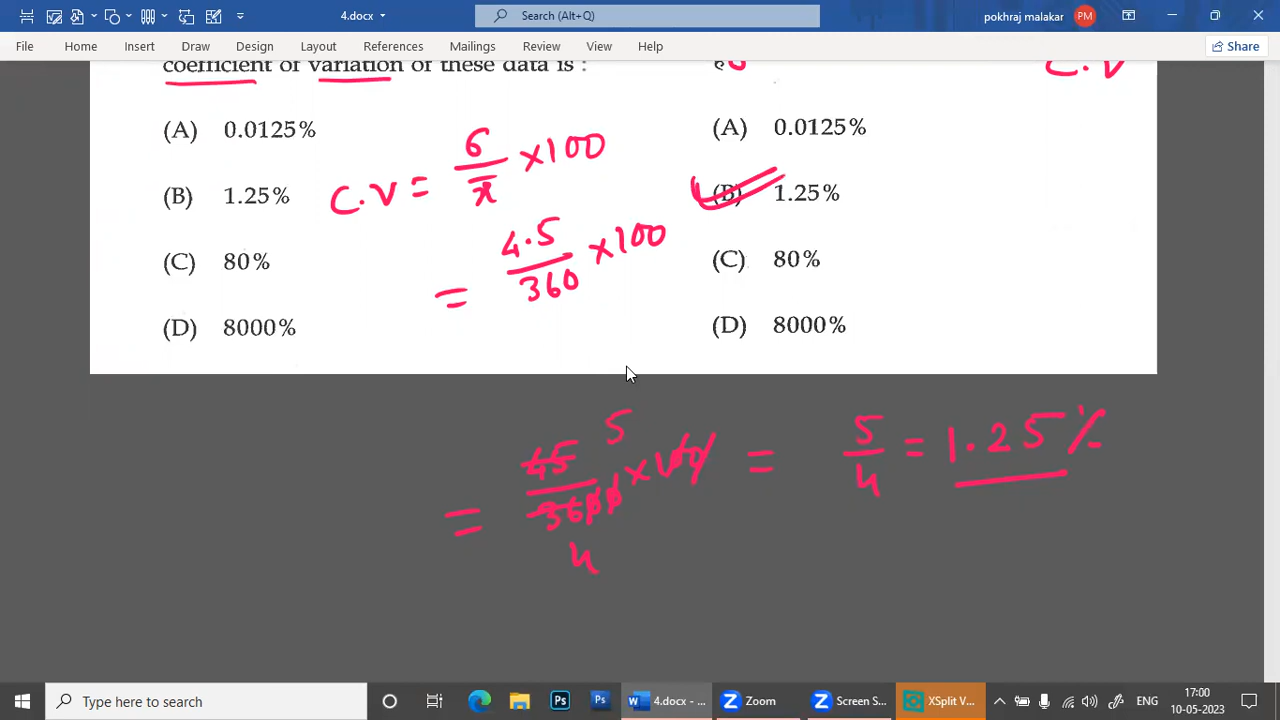 4.docx
Search (Alt+Q)
pokhraj malakar PM
File Home Insert Draw Design Layout References Mailings Review View Help Share
coefficient of variation of these data is :
C.V
(A) 0.0125%
(B) 1.25%
(C) 80%
(D) 8000%
C.V = 6/x̄ ×100
= 4.5/360 ×100
(A) 0.0125%
(B) 1.25%
(C) 80%
(D) 8000%
5
= 45/3600 ×100 = 5/4 = 1.25%
4
Type here to search
4.docx - ...
Zoom
Screen S...
XSplit V...
ENG
17:00
10-05-2023